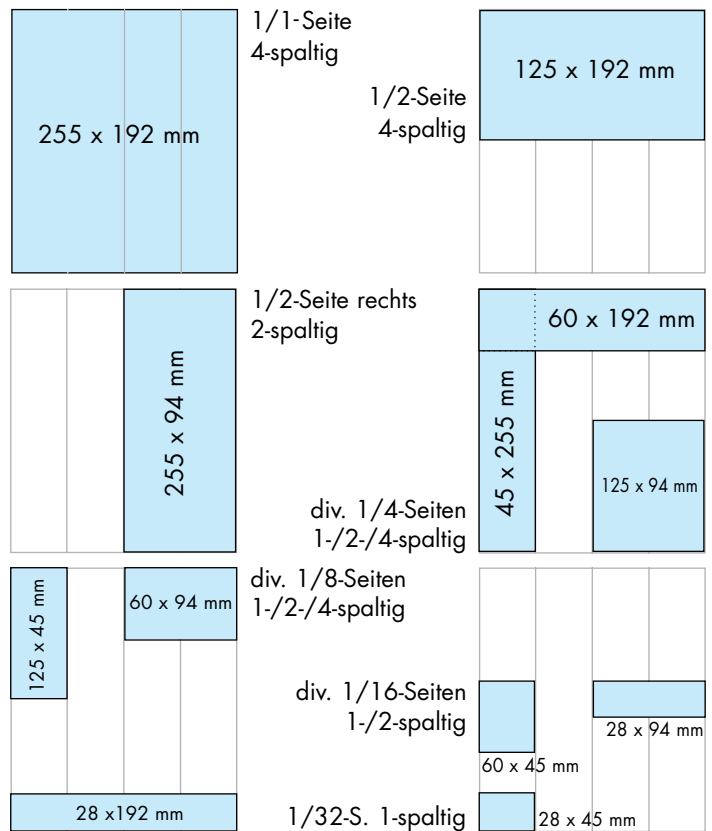 1/1-Seite
4-spaltig
255 x 192 mm
125 x 192 mm
1/2-Seite
4-spaltig
1/2-Seite rechts
2-spaltig
255 x 94 mm
60 x 192 mm
45 x 255 mm
125 x 94 mm
div. 1/4-Seiten
1-/2-/4-spaltig
div. 1/8-Seiten
1-/2-/4-spaltig
125 x 45 mm
60 x 94 mm
28 x192 mm
div. 1/16-Seiten
1-/2-spaltig
28 x 94 mm
60 x 45 mm
1/32-S. 1-spaltig
28 x 45 mm